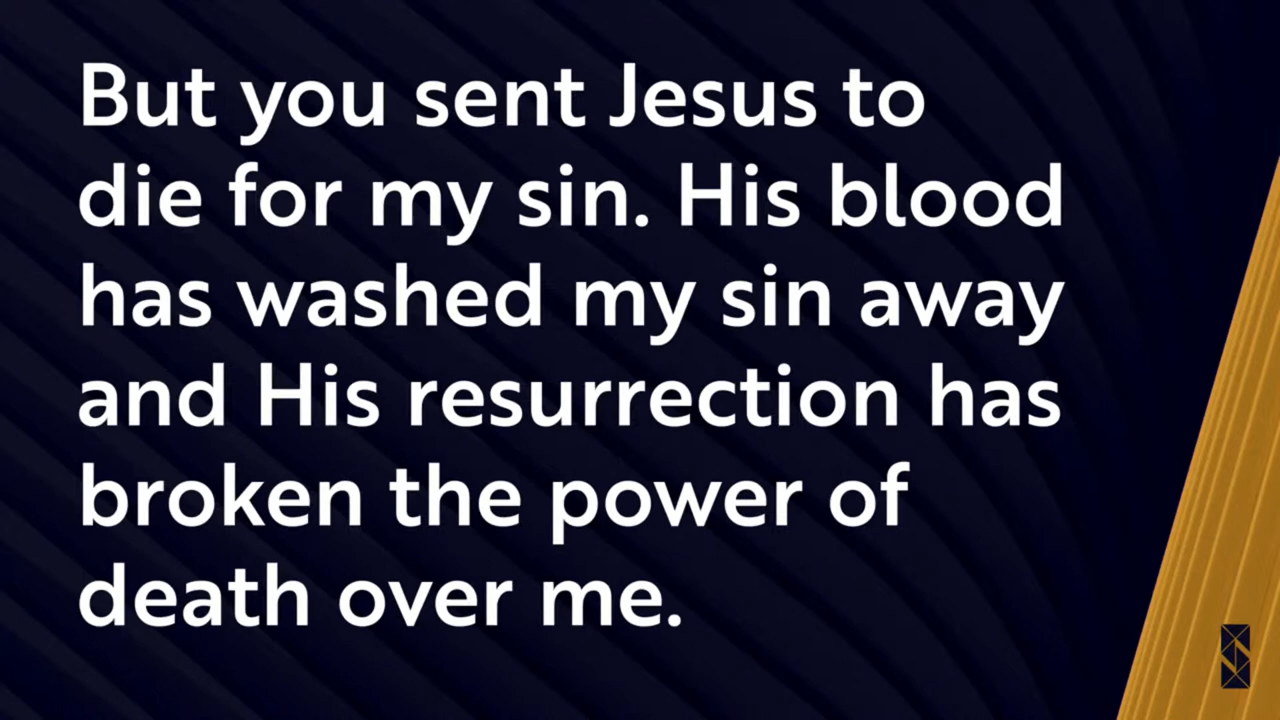 But you sent Jesus to
die for my sin. His blood
has washed my sin away
and His resurrection has
broken the power of
death over me.